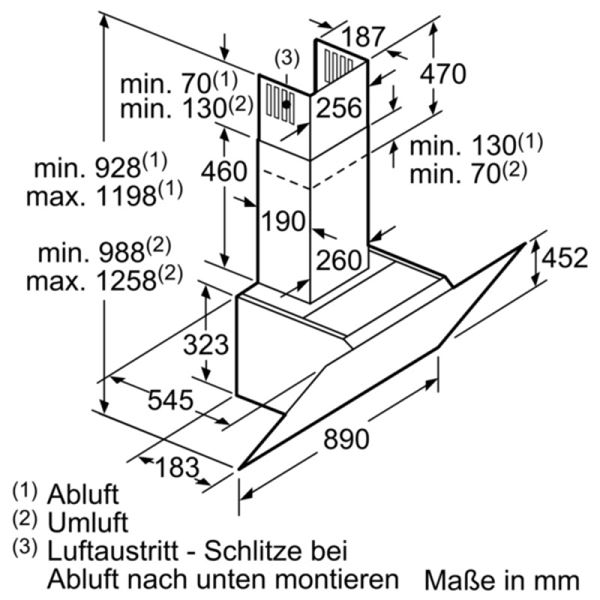 187
(3)
470
min. 70(1)
min. 130(2)
256
min. 130(1)
min. 70(2)
460
min. 928(1)
max. 1198(1)
190
min. 988(2)
max. 1258(2)
260
452
323
545
890
183
(1) Abluft
(2) Umluft
(3) Luftaustritt - Schlitze bei
Abluft nach unten montieren Maße in mm